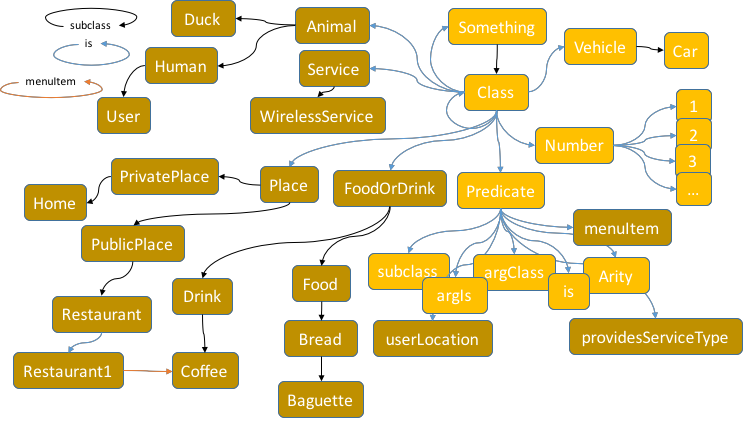 subclass
is
menuItem
Duck
Animal
Something
Vehicle
Car
Human
Service
Class
User
WirelessService
1
2
3
...
Number
PrivatePlace
Place
FoodOrDrink
Predicate
Home
PublicPlace
menuItem
subclass
argClass
Arity
argIs
is
Drink
Food
Restaurant
Bread
userLocation
providesServiceType
Restaurant1
Coffee
Baguette